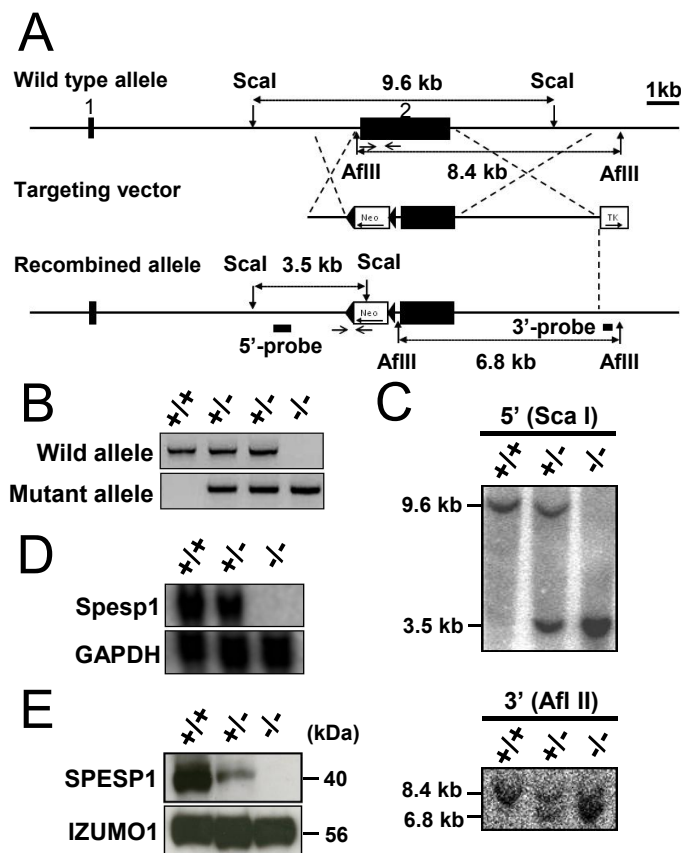 A
Wild type allele
ScaI
9.6 kb
ScaI
1kb
1
2
AflII
8.4 kb
AflII
Targeting vector
Neo
TK
Recombined allele
ScaI
3.5 kb
ScaI
Neo
5'-probe
3'-probe
AflII
6.8 kb
AflII
B
+/+ +/- +/- -/-
Wild allele
Mutant allele
C
5' (Sca I)
+/+ +/- -/-
9.6 kb
3.5 kb
3' (Afl II)
+/+ +/- -/-
8.4 kb
6.8 kb
D
+/+ +/- -/-
Spesp1
GAPDH
E
+/+ +/- -/- (kDa)
SPESP1 40
IZUMO1 56